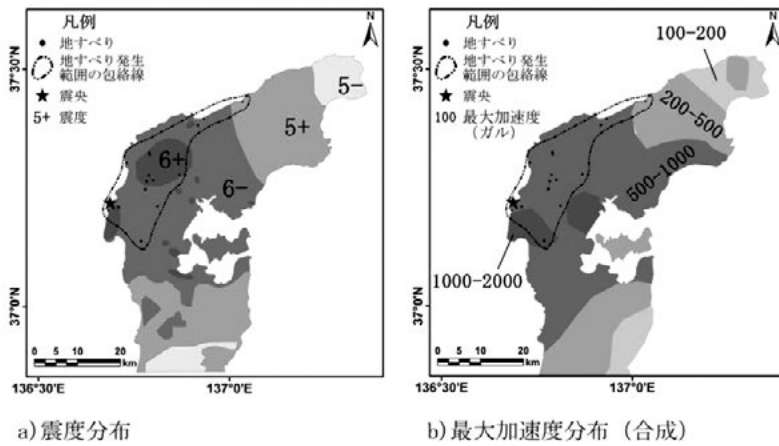 凡例
地すべり
地すべり発生
範囲の包絡線
震央
5+ 震度
N
5-
5+
6+
6-
37°30'N
37°0'N
0 5 10 20
km
136°30'E
137°0'E
a)震度分布
凡例
地すべり
地すべり発生
範囲の包絡線
震央
100 最大加速度
(ガル)
N
100-200
200-500
500-1000
1000-2000
37°30'N
37°0'N
0 5 10 20
km
136°30'E
137°0'E
b)最大加速度分布（合成）